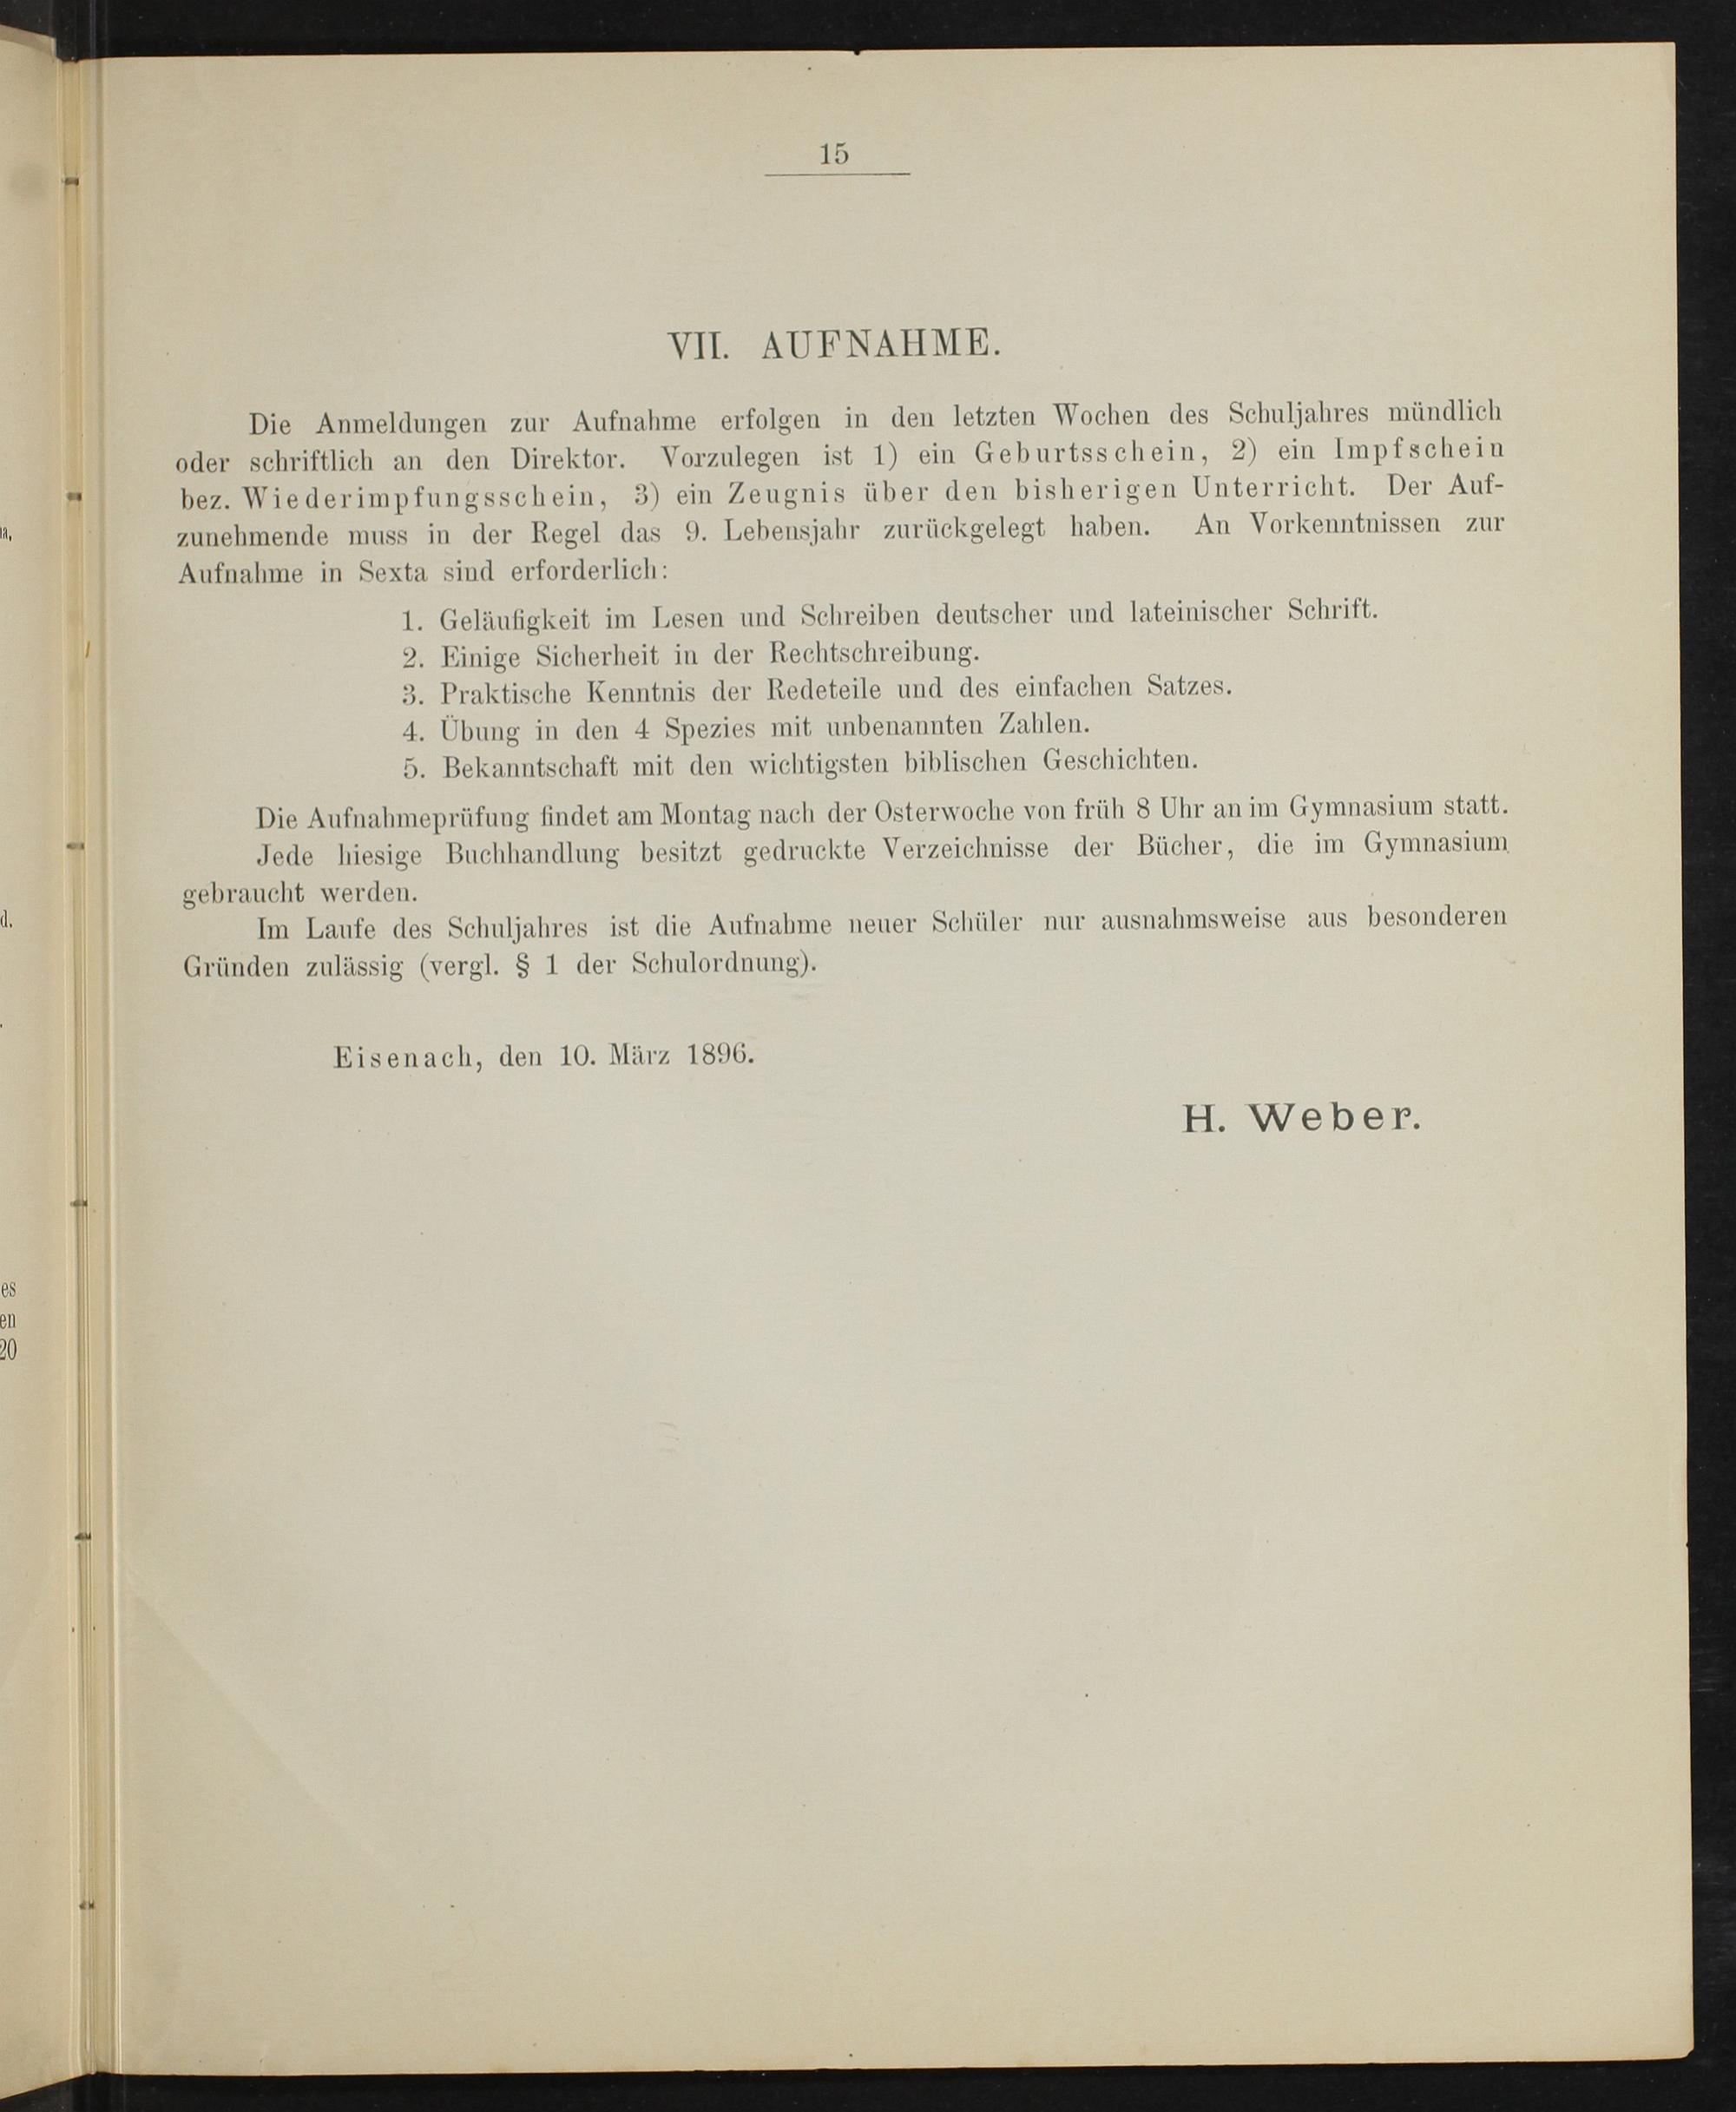 15
VII. AUFNAHME.
Die Anmeldungen zur Aufnahme erfolgen in den letzten Wochen des Schuljahres mündlich
oder schriftlich an den Direktor. Vorzulegen ist 1) ein Geburtsschein, 2) ein Impfschein
bez. Wiederimpfungsschein, 3) ein Zeugnis über den bisherigen Unterricht. Der Auf-
zunehmende muss in der Regel das 9. Lebensjahr zurückgelegt haben. An Vorkenntnissen zur
Aufnahme in Sexta sind erforderlich:
1. Geläufigkeit im Lesen und Schreiben deutscher und lateinischer Schrift.
2. Einige Sicherheit in der Rechtschreibung.
3. Praktische Kenntnis der Redeteile und des einfachen Satzes.
4. Übung in den 4 Spezies mit unbenannten Zahlen.
5. Bekanntschaft mit den wichtigsten biblischen Geschichten.
Die Aufnahmeprüfung findet am Montag nach der Osterwoche von früh 8 Uhr an im Gymnasium statt.
Jede hiesige Buchhandlung besitzt gedruckte Verzeichnisse der Bücher, die im Gymnasium
gebraucht werden.
Im Laufe des Schuljahres ist die Aufnahme neuer Schüler nur ausnahmsweise aus besonderen
Gründen zulässig (vergl. § 1 der Schulordnung).
Eisenach, den 10. März 1896.
H. Weber.